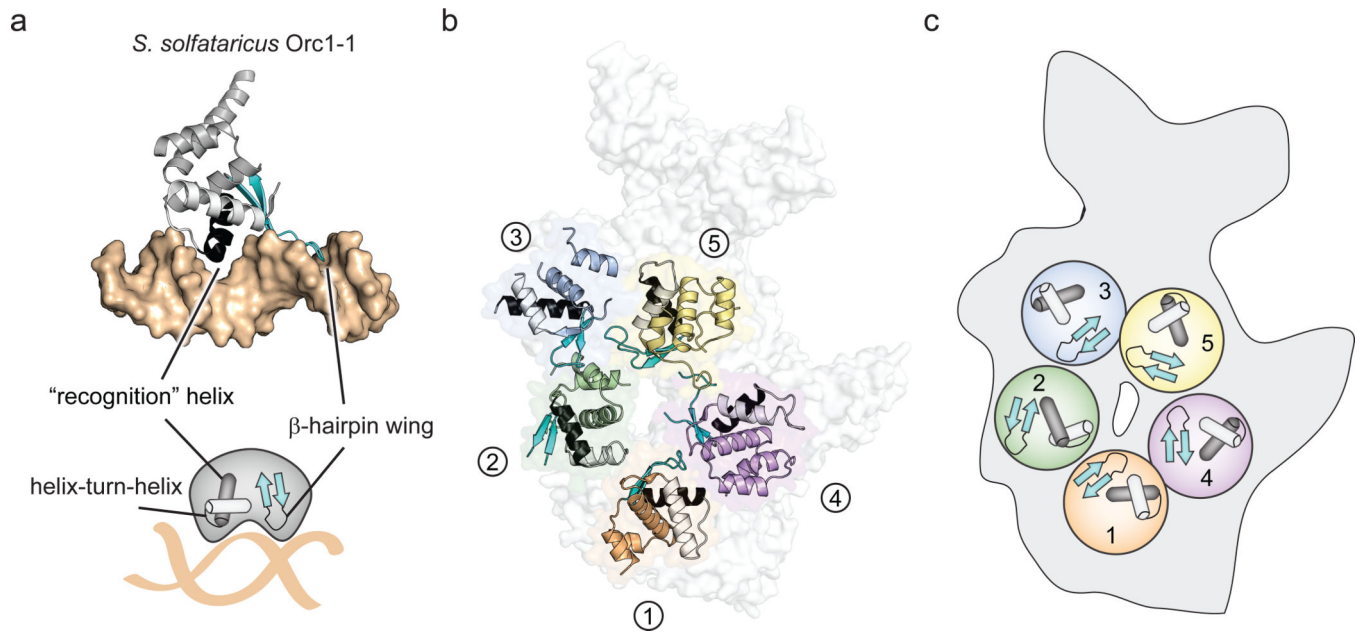 a
S. solfataricus Orc1-1
"recognition" helix
β-hairpin wing
helix-turn-helix
b
③
⑤
②
④
①
c
3
5
2
4
1